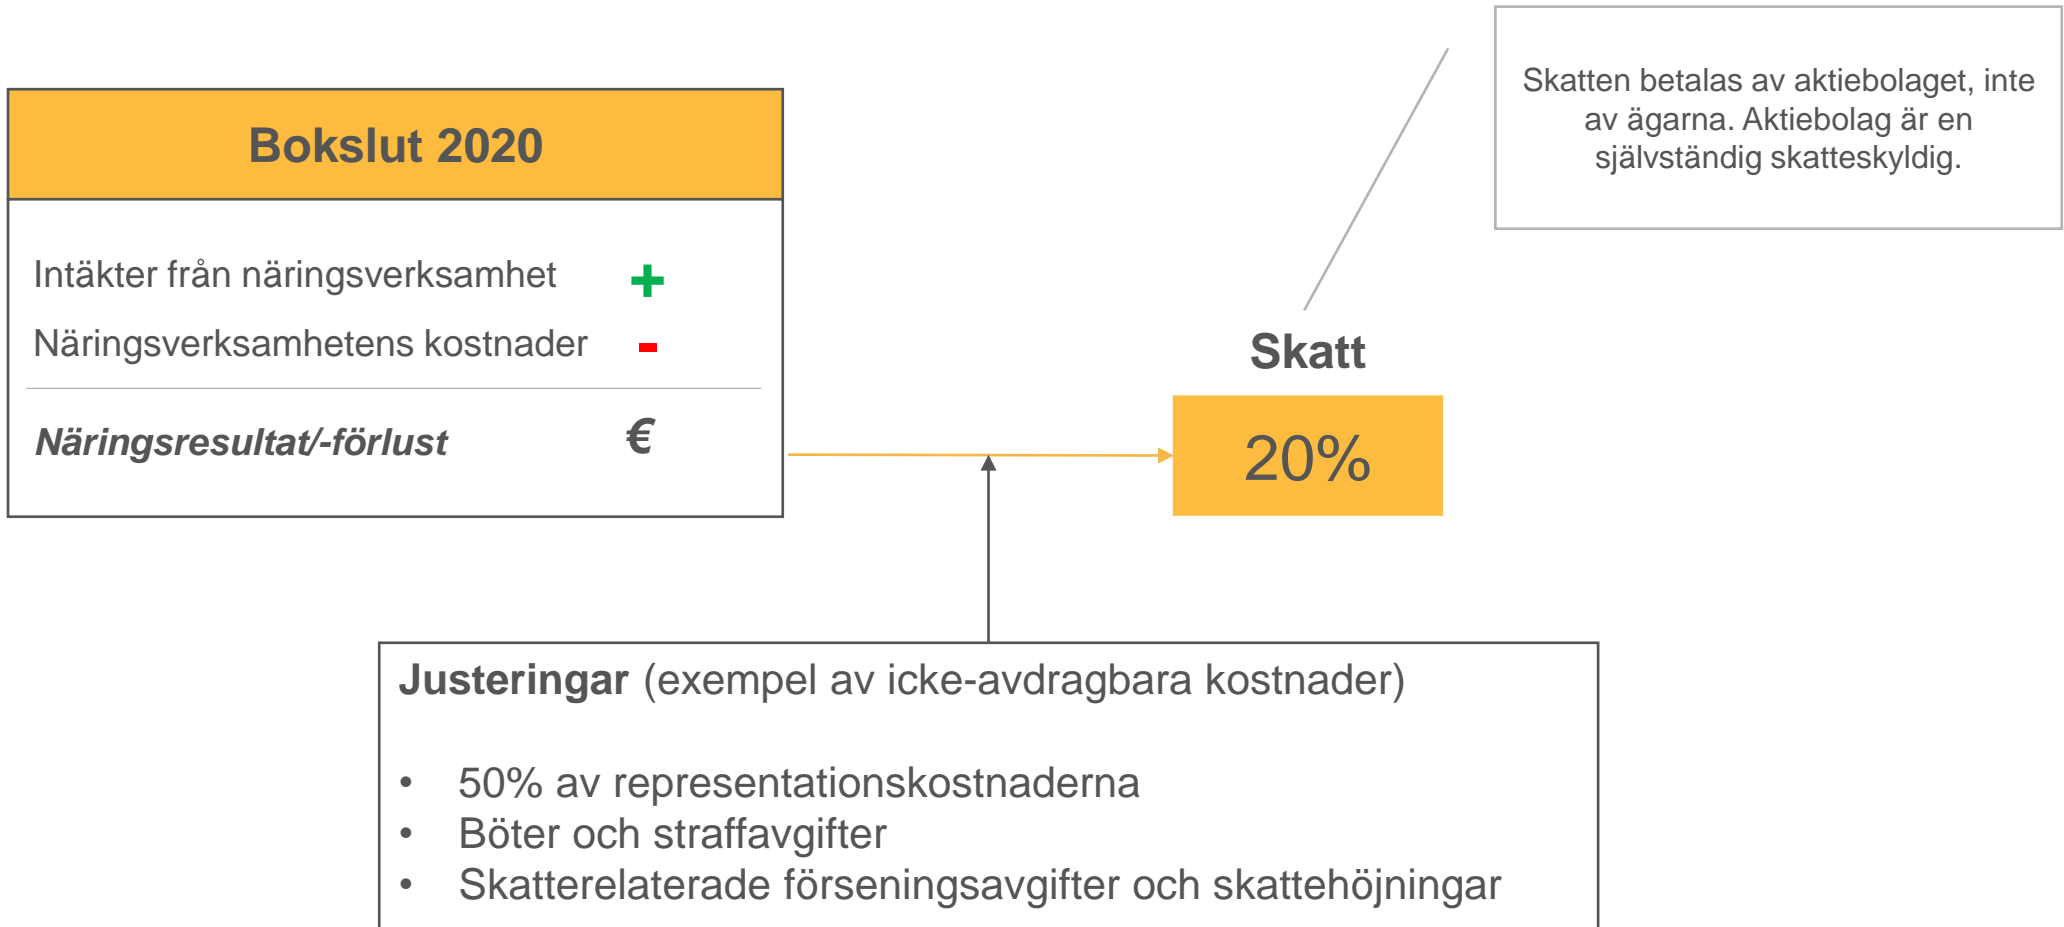 Skatten betalas av aktiebolaget, inte
av ägarna. Aktiebolag är en
självständig skatteskyldig.
Bokslut 2020
Intäkter från näringsverksamhet +
Näringsverksamhetens kostnader -
Näringsresultat/-förlust €
Skatt
20%
Justeringar (exempel av icke-avdragbara kostnader)
• 50% av representationskostnaderna
• Böter och straffavgifter
• Skatterelaterade förseningsavgifter och skattehöjningar